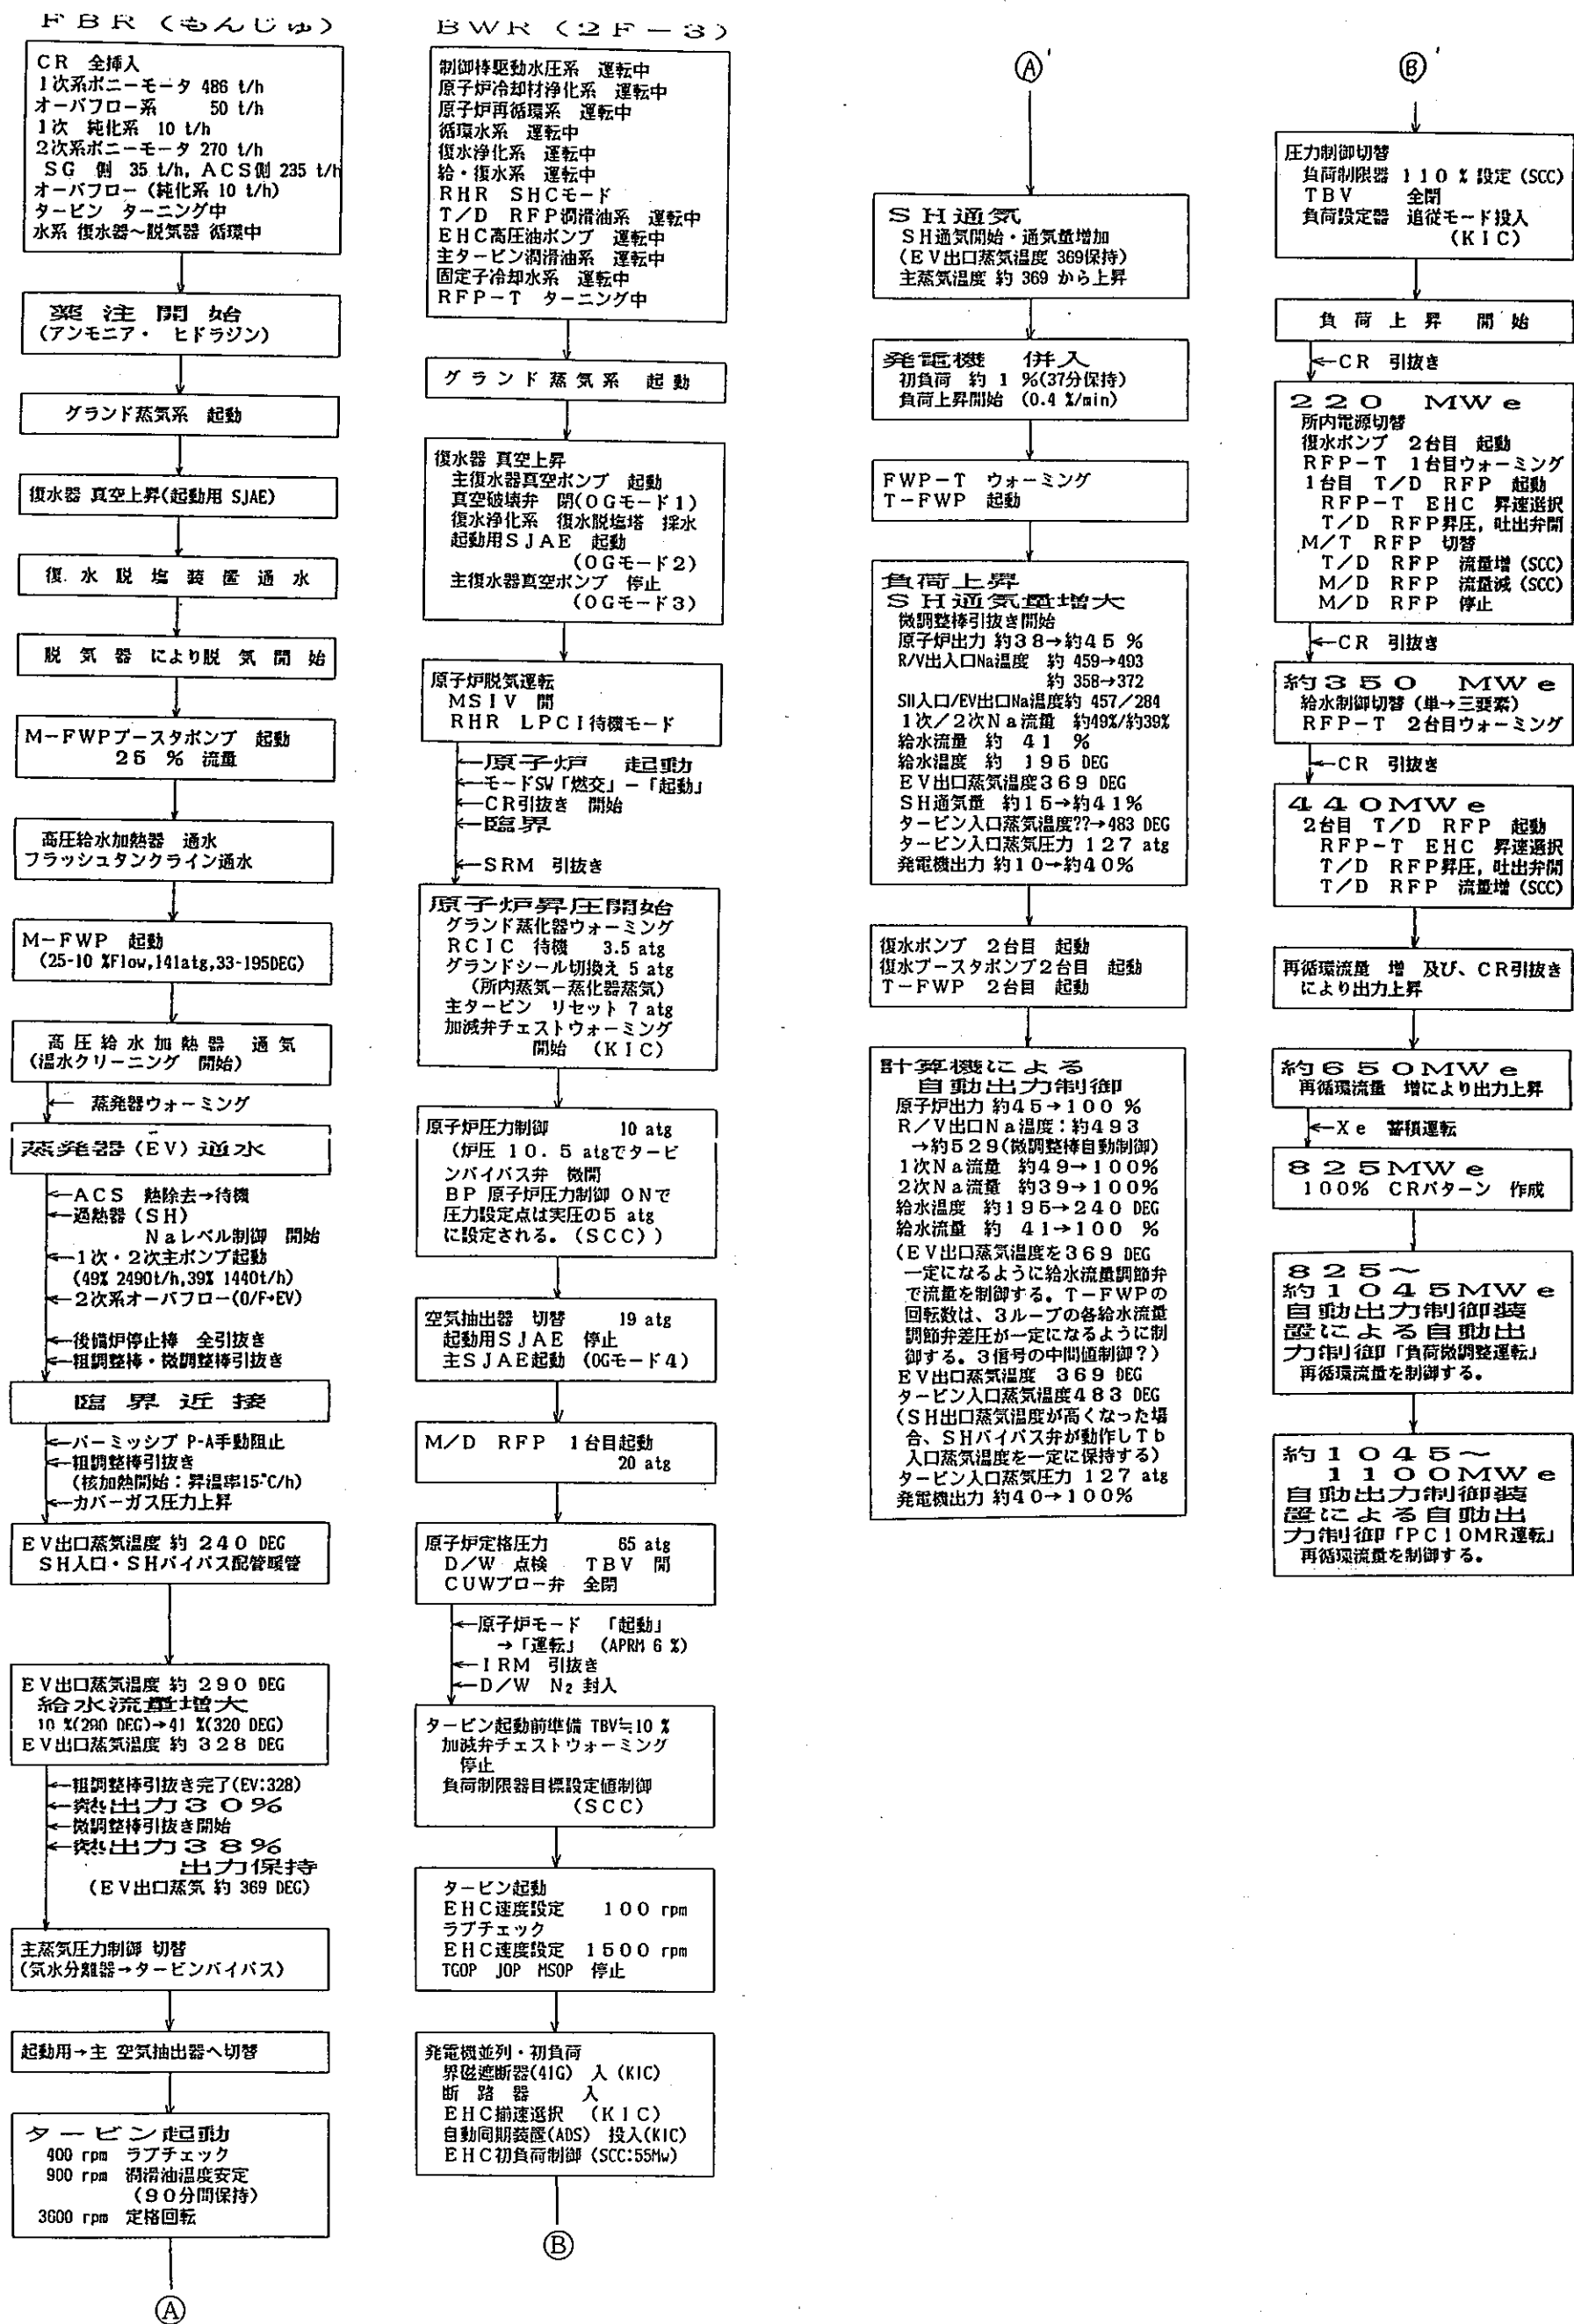 FBR (もんじゅ)
CR 全挿入
1次系ポニーモータ 486 t/h
オーバフロー系 50 t/h
1次 純化系 10 t/h
2次系ポニーモータ 270 t/h
SG 側 35 t/h, ACS側 235 t/h
オーバフロー (純化系 10 t/h)
タービン ターニング中
水系 復水器～脱気器 循環中
薬注開始
(アンモニア・ ヒドラジン)
グランド蒸気系 起動
復水器 真空上昇(起動用 SJAE)
復水脱塩装置通水
脱気器により脱気開始
M-FWPブースタポンプ 起動
25 % 流量
高圧給水加熱器 通水
フラッシュタンクライン通水
M-FWP 起動
(25-10 %Flow,141atg,33-195DEG)
高圧給水加熱器 通気
(温水クリーニング 開始)
← 蒸発器ウォーミング
蒸発器(EV)通水
←ACS 熱除去→待機
←過熱器(SH)
Naレベル制御 開始
←1次・2次主ポンプ起動
(49% 2490t/h,39% 1440t/h)
←2次系オーバフロー(O/F→EV)
←後備炉停止棒 全引抜き
←粗調整棒・微調整棒引抜き
臨界近接
←パーミッシブ P-A手動阻止
←粗調整棒引抜き
(核加熱開始：昇温率15℃/h)
←カバーガス圧力上昇
EV出口蒸気温度 約 240 DEG
SH入口・SHバイパス配管暖管
EV出口蒸気温度 約 290 DEG
給水流量増大
10 %(290 DEG)→41 %(320 DEG)
EV出口蒸気温度 約 328 DEG
←粗調整棒引抜き完了(EV:328)
←熱出力30%
←微調整棒引抜き開始
←熱出力38%
出力保持
(EV出口蒸気 約 369 DEG)
主蒸気圧力制御 切替
(気水分離器→タービンバイパス)
起動用→主 空気抽出器へ切替
タービン起動
400 rpm ラブチェック
900 rpm 潤滑油温度安定
(90分間保持)
3600 rpm 定格回転
Ⓐ
BWR (2F-3)
制御棒駆動水圧系 運転中
原子炉冷却材浄化系 運転中
原子炉再循環系 運転中
循環水系 運転中
復水浄化系 運転中
給・復水系 運転中
RHR SHCモード
T/D RFP潤滑油系 運転中
EHC高圧油ポンプ 運転中
主タービン潤滑油系 運転中
固定子冷却水系 運転中
RFP-T ターニング中
グランド蒸気系 起動
復水器 真空上昇
主復水器真空ポンプ 起動
真空破壊弁 閉(OGモード1)
復水浄化系 復水脱塩塔 採水
起動用SJAE 起動
(OGモード2)
主復水器真空ポンプ 停止
(OGモード3)
原子炉脱気運転
MSIV 開
RHR LPCI待機モード
←原子炉 起動
←モードSW「燃交」－「起動」
←CR引抜き 開始
←臨界
←SRM 引抜き
原子炉昇圧開始
グランド蒸化器ウォーミング
RCIC 待機 3.5 atg
グランドシール切換え 5 atg
(所内蒸気－蒸化器蒸気)
主タービン リセット 7 atg
加減弁チェストウォーミング
開始 (KIC)
原子炉圧力制御 10 atg
(炉圧 10.5 atgでタービ
ンバイパス弁 微開
BP 原子炉圧力制御 ONで
圧力設定点は実圧の5 atg
に設定される。(SCC))
空気抽出器 切替 19 atg
起動用SJAE 停止
主SJAE起動 (OGモード4)
M/D RFP 1台目起動
20 atg
原子炉定格圧力 65 atg
D/W 点検 TBV 開
CUWブロー弁 全閉
←原子炉モード 「起動」
→「運転」 (APRM 6 %)
←IRM 引抜き
←D/W N₂ 封入
タービン起動前準備 TBV≒10 %
加減弁チェストウォーミング
停止
負荷制限器目標設定値制御
(SCC)
タービン起動
EHC速度設定 100 rpm
ラブチェック
EHC速度設定 1500 rpm
TGOP JOP MSOP 停止
発電機並列・初負荷
界磁遮断器(41G) 入 (KIC)
断路器 入
EHC揃速選択 (KIC)
自動同期装置(ADS) 投入(KIC)
EHC初負荷制御 (SCC:55Mw)
Ⓑ
Ⓐ'
SH通気
SH通気開始・通気量増加
(EV出口蒸気温度 369保持)
主蒸気温度 約 369 から上昇
発電機 併入
初負荷 約 1 %(37分保持)
負荷上昇開始 (0.4 %/min)
FWP-T ウォーミング
T-FWP 起動
負荷上昇
SH通気量増大
微調整棒引抜き開始
原子炉出力 約38→約45 %
R/V出入口Na温度 約 459→493
約 358→372
SH入口/EV出口Na温度約 457/284
1次/2次Na流量 約49%/約39%
給水流量 約 41 %
給水温度 約 195 DEG
EV出口蒸気温度369 DEG
SH通気量 約15→約41%
タービン入口蒸気温度??→483 DEG
タービン入口蒸気圧力 127 atg
発電機出力 約10→約40%
復水ポンプ 2台目 起動
復水ブースタポンプ2台目 起動
T-FWP 2台目 起動
計算機による
自動出力制御
原子炉出力 約45→100 %
R/V出口Na温度：約493
→約529(微調整棒自動制御)
1次Na流量 約49→100%
2次Na流量 約39→100%
給水温度 約195→240 DEG
給水流量 約 41→100 %
(EV出口蒸気温度を369 DEG
一定になるように給水流量調節弁
で流量を制御する。T-FWPの
回転数は、3ループの各給水流量
調節弁差圧が一定になるように制
御する。3信号の中間値制御？)
EV出口蒸気温度 369 DEG
タービン入口蒸気温度483 DEG
(SH出口蒸気温度が高くなった場
合、SHバイパス弁が動作しTb
入口蒸気温度を一定に保持する)
タービン入口蒸気圧力 127 atg
発電機出力 約40→100%
Ⓑ'
圧力制御切替
負荷制限器 110 % 設定 (SCC)
TBV 全閉
負荷設定器 追従モード投入
(KIC)
負荷上昇 開始
←CR 引抜き
220 MWe
所内電源切替
復水ポンプ 2台目 起動
RFP-T 1台目ウォーミング
1台目 T/D RFP 起動
RFP-T EHC 昇速選択
T/D RFP昇圧, 吐出弁開
M/T RFP 切替
T/D RFP 流量増 (SCC)
M/D RFP 流量減 (SCC)
M/D RFP 停止
←CR 引抜き
約350 MWe
給水制御切替 (単→三要素)
RFP-T 2台目ウォーミング
←CR 引抜き
440MWe
2台目 T/D RFP 起動
RFP-T EHC 昇速選択
T/D RFP昇圧, 吐出弁開
T/D RFP 流量増 (SCC)
再循環流量 増 及び、CR引抜き
により出力上昇
約650MWe
再循環流量 増により出力上昇
←Xe 蓄積運転
825MWe
100% CRパターン 作成
825～
約1045MWe
自動出力制御装
置による自動出
力制御「負荷微調整運転」
再循環流量を制御する。
約1045～
1100MWe
自動出力制御装
置による自動出
力制御「PCIOMR運転」
再循環流量を制御する。